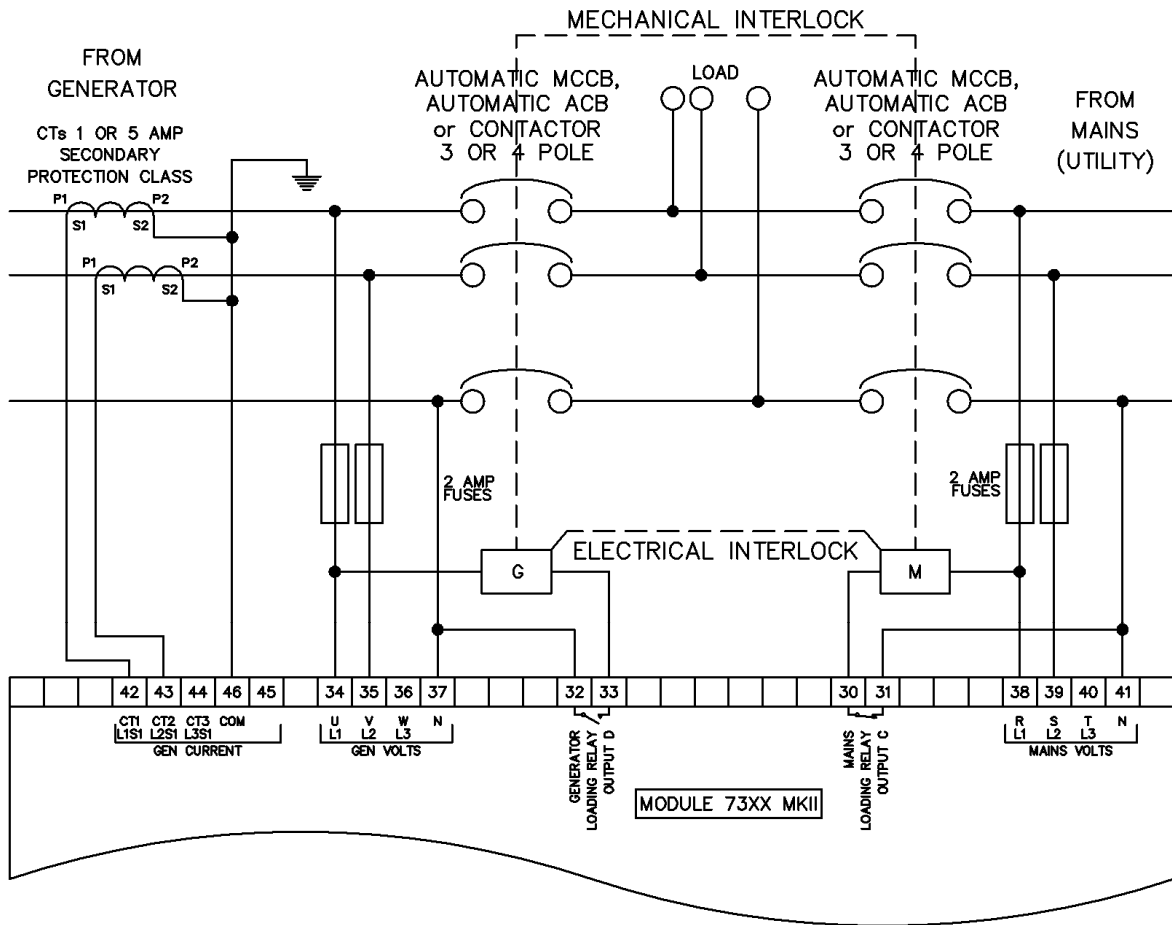 MECHANICAL INTERLOCK
FROM
GENERATOR
CTs 1 OR 5 AMP
SECONDARY
PROTECTION CLASS
AUTOMATIC MCCB,
AUTOMATIC ACB
or CONTACTOR
3 OR 4 POLE
LOAD
AUTOMATIC MCCB,
AUTOMATIC ACB
or CONTACTOR
3 OR 4 POLE
FROM
MAINS
(UTILITY)
P1 P2
S1 S2
P1 P2
S1 S2
2 AMP
FUSES
2 AMP
FUSES
ELECTRICAL INTERLOCK
G
M
42 43 44 46 45 34 35 36 37 32 33 30 31 38 39 40 41
CT1 CT2 CT3 COM
L1S1 L2S1 L3S1
GEN CURRENT
U V W N
L1 L2 L3
GEN VOLTS
GENERATOR
LOADING RELAY
OUTPUT D
MAINS
LOADING RELAY
OUTPUT C
R S T N
L1 L2 L3
MAINS VOLTS
MODULE 73XX MKII